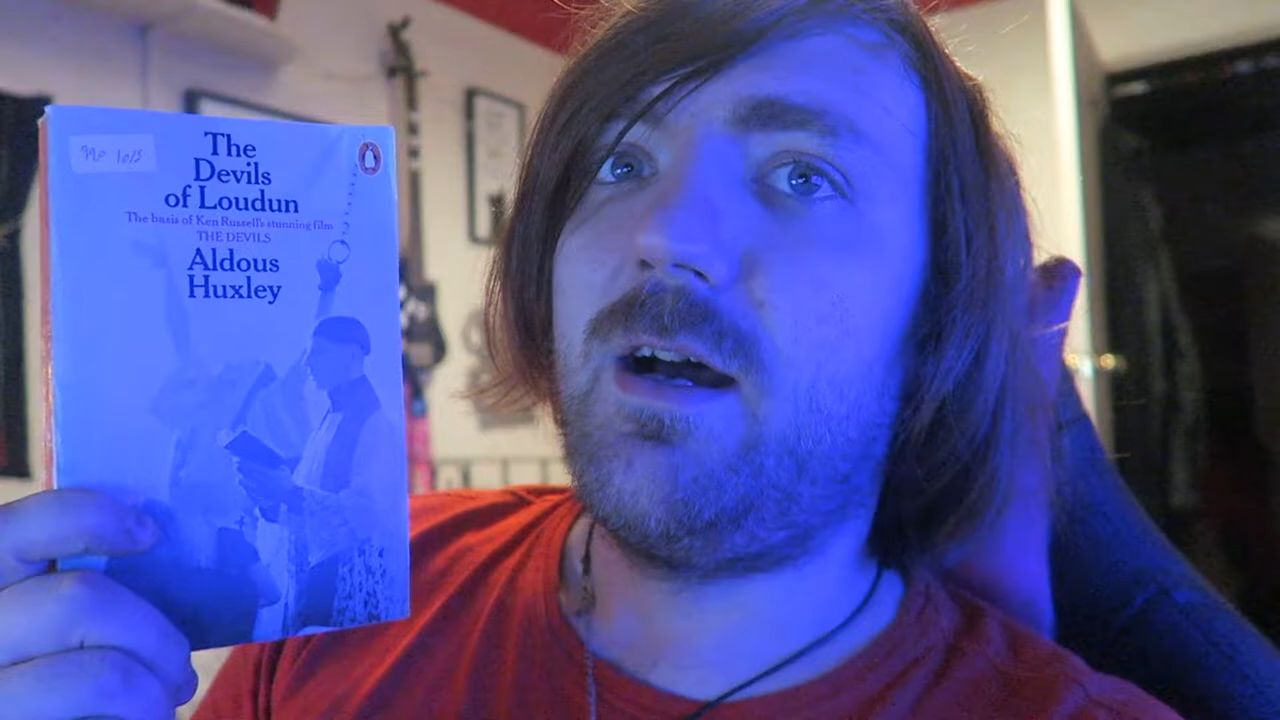 The
Devils
of Loudun
The basis of Ken Russell's stunning film
THE DEVILS
Aldous
Huxley